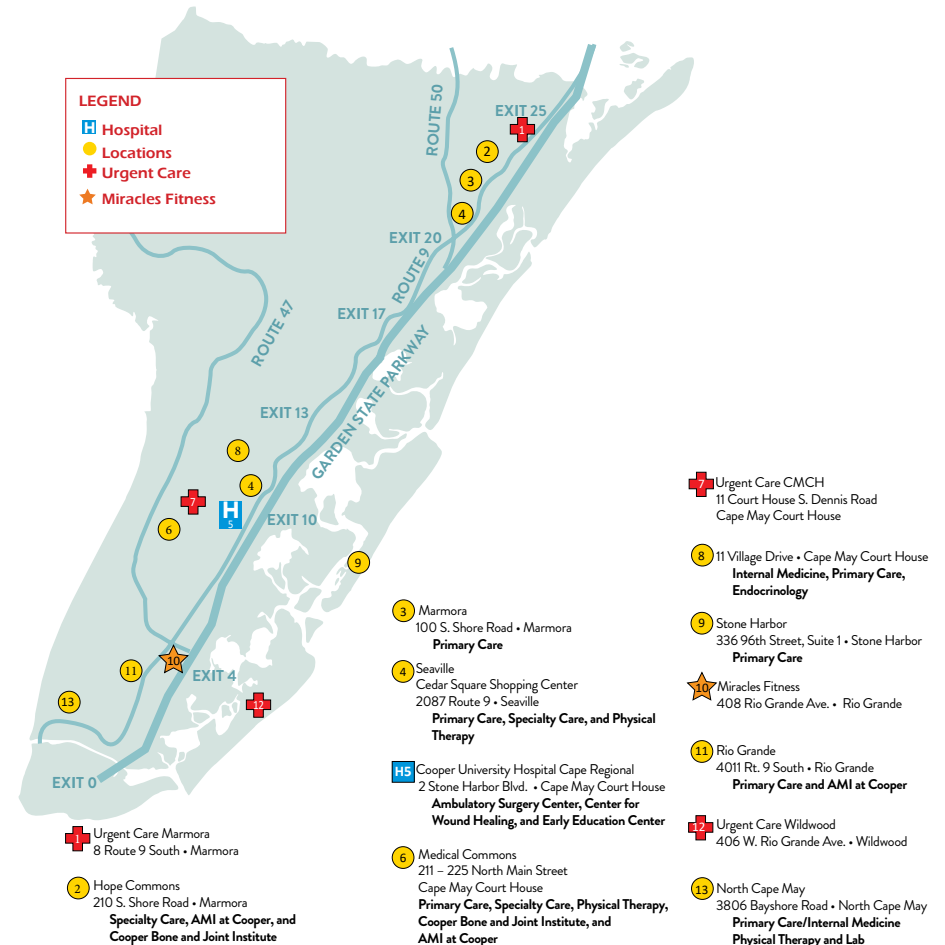 LEGEND
H Hospital
Locations
Urgent Care
Miracles Fitness
ROUTE 50
EXIT 25
1
2
3
4
EXIT 20
ROUTE 9
EXIT 17
ROUTE 47
GARDEN STATE PARKWAY
EXIT 13
8
4
7
H
5
EXIT 10
6
9
10
11
EXIT 4
13
12
EXIT 0
1 Urgent Care Marmora
8 Route 9 South • Marmora
2 Hope Commons
210 S. Shore Road • Marmora
Specialty Care, AMI at Cooper, and
Cooper Bone and Joint Institute
3 Marmora
100 S. Shore Road • Marmora
Primary Care
4 Seaville
Cedar Square Shopping Center
2087 Route 9 • Seaville
Primary Care, Specialty Care, and Physical
Therapy
H5 Cooper University Hospital Cape Regional
2 Stone Harbor Blvd. • Cape May Court House
Ambulatory Surgery Center, Center for
Wound Healing, and Early Education Center
6 Medical Commons
211 – 225 North Main Street
Cape May Court House
Primary Care, Specialty Care, Physical Therapy,
Cooper Bone and Joint Institute, and
AMI at Cooper
7 Urgent Care CMCH
11 Court House S. Dennis Road
Cape May Court House
8 11 Village Drive • Cape May Court House
Internal Medicine, Primary Care,
Endocrinology
9 Stone Harbor
336 96th Street, Suite 1 • Stone Harbor
Primary Care
10 Miracles Fitness
408 Rio Grande Ave. • Rio Grande
11 Rio Grande
4011 Rt. 9 South • Rio Grande
Primary Care and AMI at Cooper
12 Urgent Care Wildwood
406 W. Rio Grande Ave. • Wildwood
13 North Cape May
3806 Bayshore Road • North Cape May
Primary Care/Internal Medicine
Physical Therapy and Lab